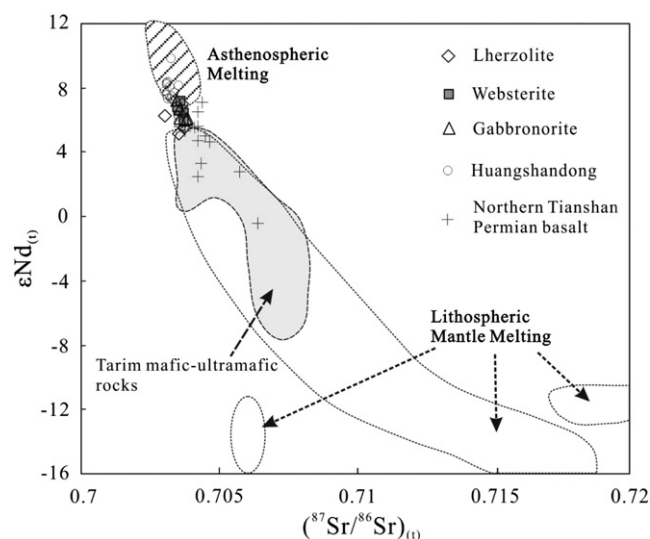 12
8
4
0
-4
-8
-12
-16
εNd(t)
Asthenospheric
Melting
Lherzolite
Websterite
Gabbronorite
Huangshandong
Northern Tianshan
Permian basalt
Lithospheric
Mantle Melting
Tarim mafic-ultramafic
rocks
0.7
0.705
0.71
0.715
0.72
(⁸⁷Sr/⁸⁶Sr)(t)